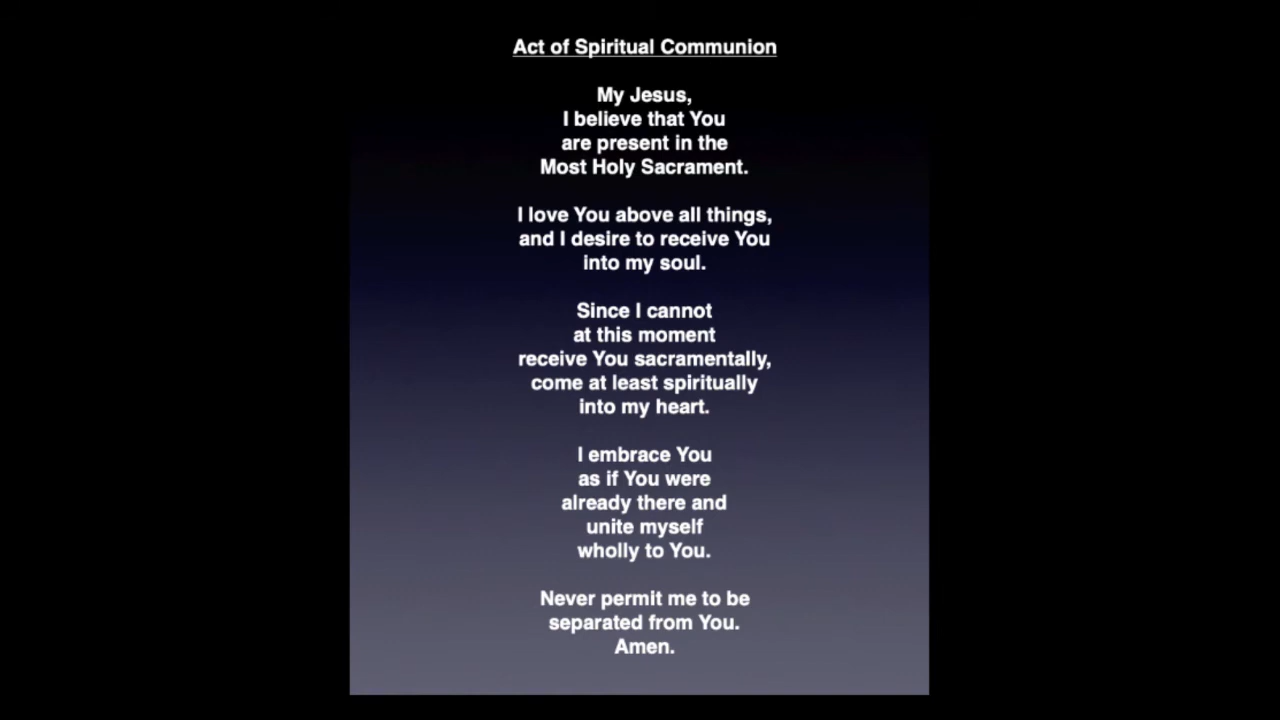 Act of Spiritual Communion
My Jesus,
I believe that You
are present in the
Most Holy Sacrament.
I love You above all things,
and I desire to receive You
into my soul.
Since I cannot
at this moment
receive You sacramentally,
come at least spiritually
into my heart.
I embrace You
as if You were
already there and
unite myself
wholly to You.
Never permit me to be
separated from You.
Amen.